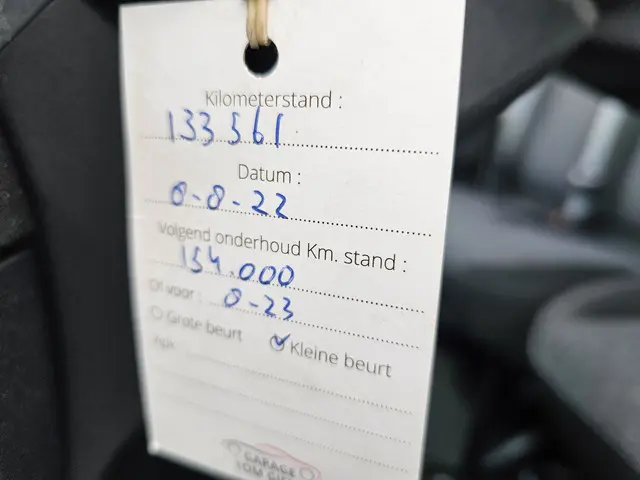 Kilometerstand :
133561
Datum :
8-8-22
Volgend onderhoud Km. stand :
154.000
Of voor : 8-23
Grote beurt Kleine beurt
GARAGE